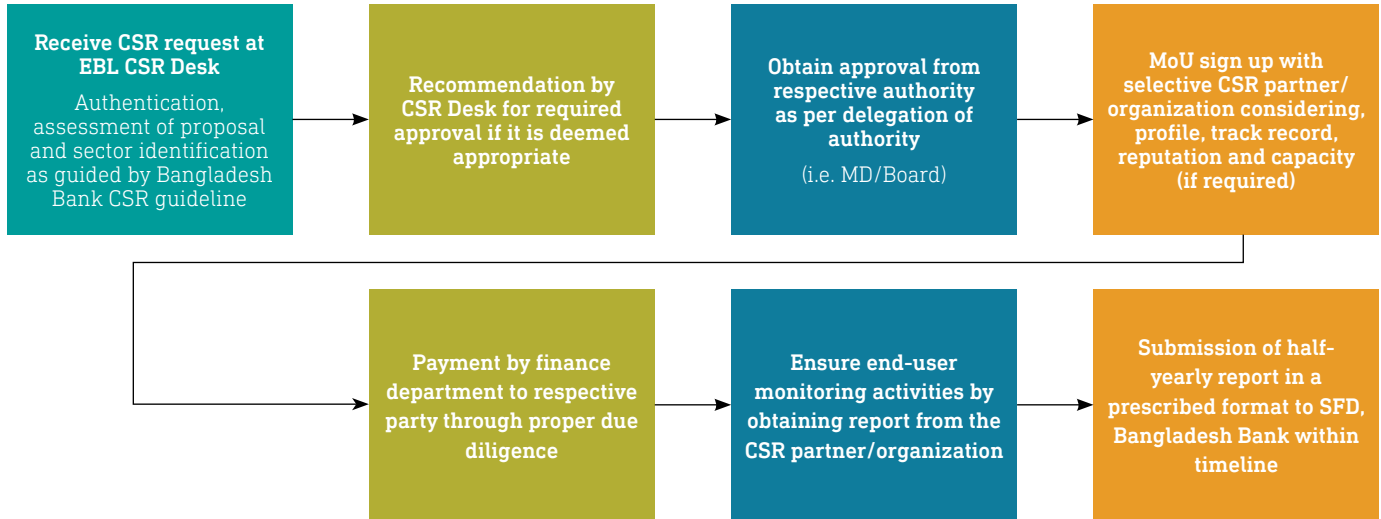 Receive CSR request at
EBL CSR Desk
Authentication,
assessment of proposal
and sector identification
as guided by Bangladesh
Bank CSR guideline
Recommendation by
CSR Desk for required
approval if it is deemed
appropriate
Obtain approval from
respective authority
as per delegation of
authority
(i.e. MD/Board)
MoU sign up with
selective CSR partner/
organization considering,
profile, track record,
reputation and capacity
(if required)
Payment by finance
department to respective
party through proper due
diligence
Ensure end-user
monitoring activities by
obtaining report from the
CSR partner/organization
Submission of half-
yearly report in a
prescribed format to SFD,
Bangladesh Bank within
timeline